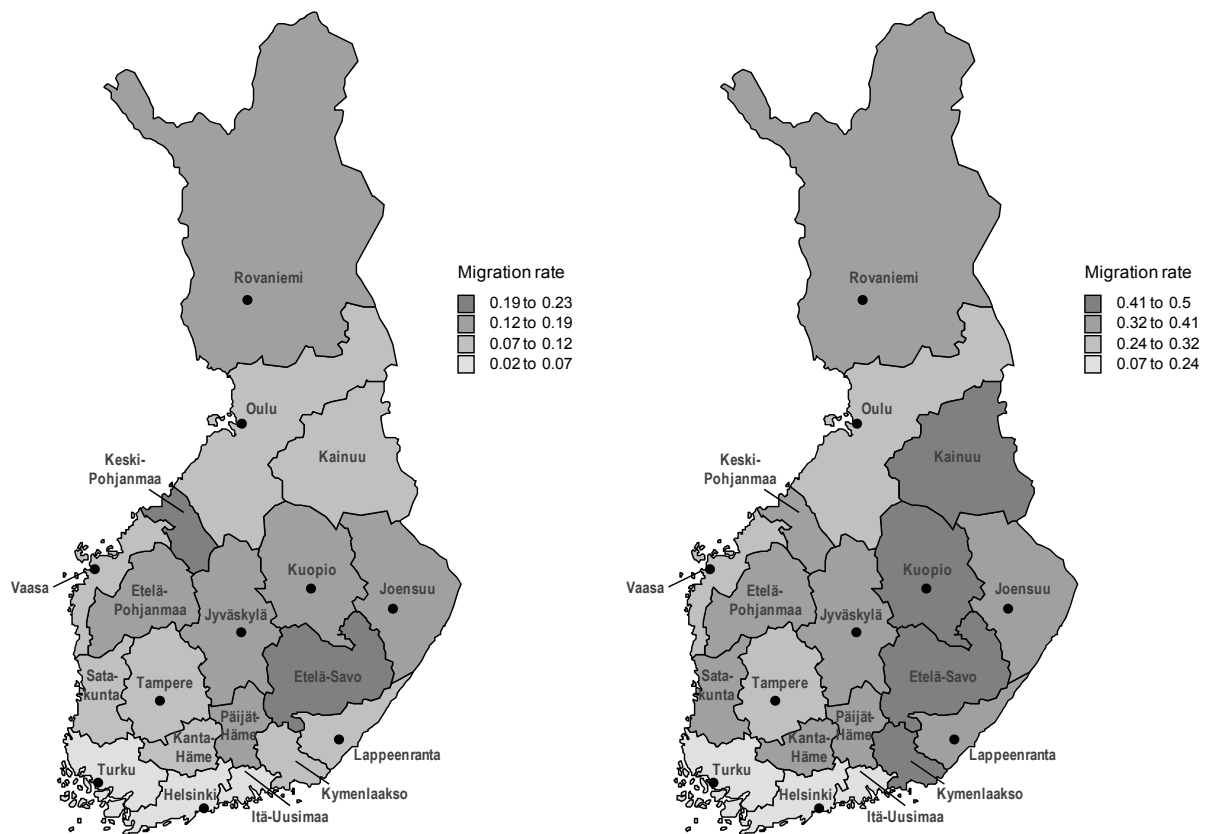 Rovaniemi
Migration rate
0.19 to 0.23
0.12 to 0.19
0.07 to 0.12
0.02 to 0.07
Oulu
Keski-
Pohjanmaa
Kainuu
Vaasa
Etelä-
Pohjanmaa
Kuopio
Joensuu
Jyväskylä
Sata-
kunta
Tampere
Etelä-Savo
Päijät-
Häme
Kanta-
Häme
Lappeenranta
Turku
Helsinki
Kymenlaakso
Itä-Uusimaa
Rovaniemi
Migration rate
0.41 to 0.5
0.32 to 0.41
0.24 to 0.32
0.07 to 0.24
Oulu
Keski-
Pohjanmaa
Kainuu
Vaasa
Etelä-
Pohjanmaa
Kuopio
Joensuu
Jyväskylä
Sata-
kunta
Tampere
Etelä-Savo
Päijät-
Häme
Kanta-
Häme
Lappeenranta
Turku
Helsinki
Kymenlaakso
Itä-Uusimaa